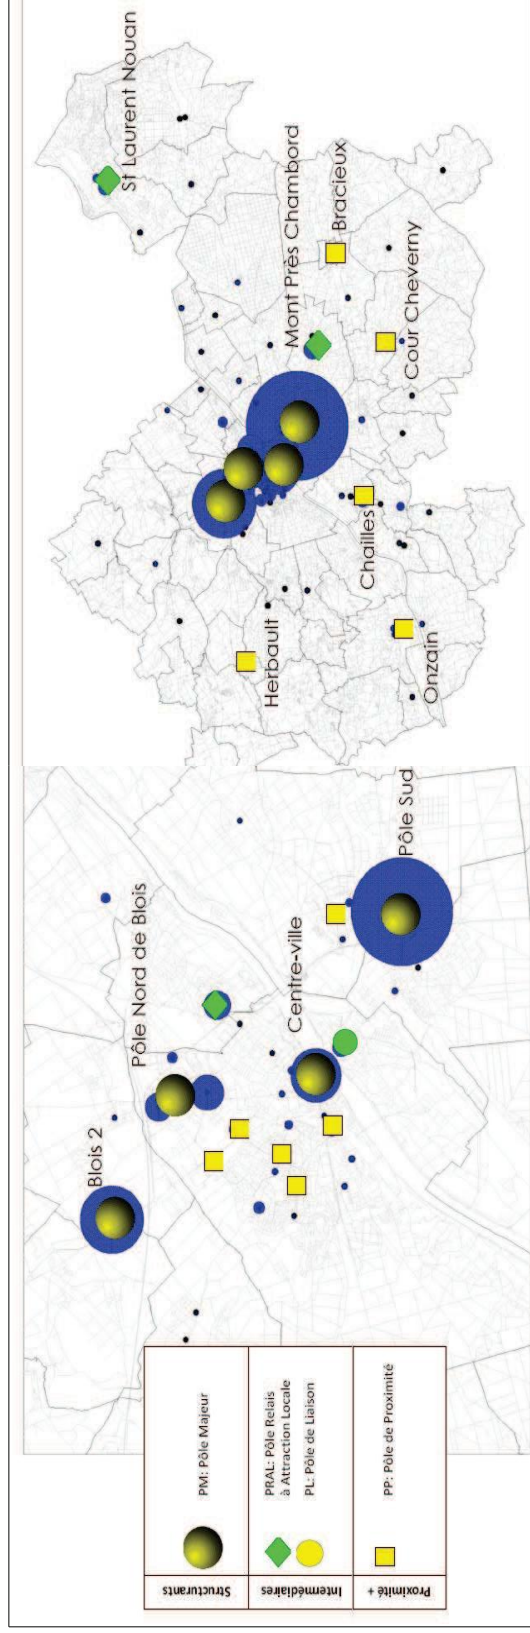 Structurants
PM: Pôle Majeur
Intermédiaires
PRAL: Pôle Relais
à Attraction Locale
PL: Pôle de Liaison
Proximité +
PP: Pôle de Proximité
Blois 2
Pôle Nord de Blois
Centre-ville
Pôle Sud
St Laurent Nouan
Mont Près Chambord
Bracieux
Cour Cheverny
Chailles
Herbault
Onzain